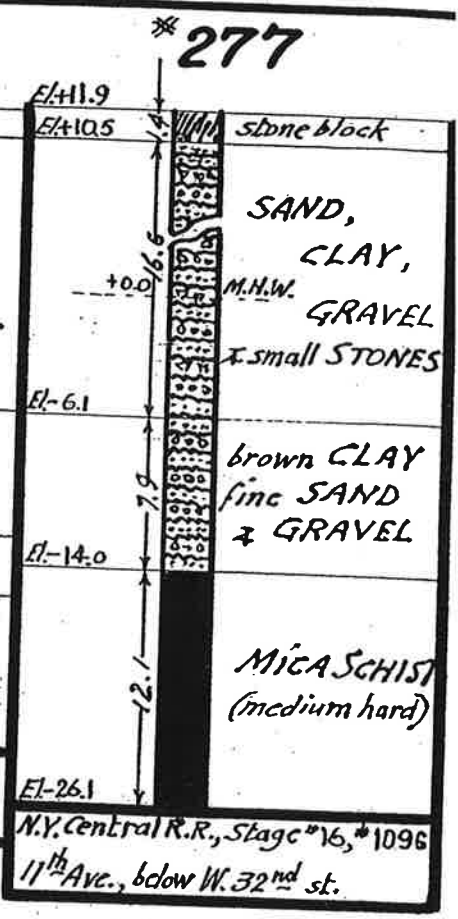 #277
El.+11.9
El.+10.5
1.4
stone block
SAND,
CLAY,
16.6
+0.0
M.H.W.
GRAVEL
& small STONES
El.-6.1
brown CLAY
7.9
fine SAND
& GRAVEL
El.-14.0
MICA SCHIST
12.1
(medium hard)
El.-26.1
N.Y. Central R.R., Stage #16, #1096
11th Ave., below W. 32nd st.